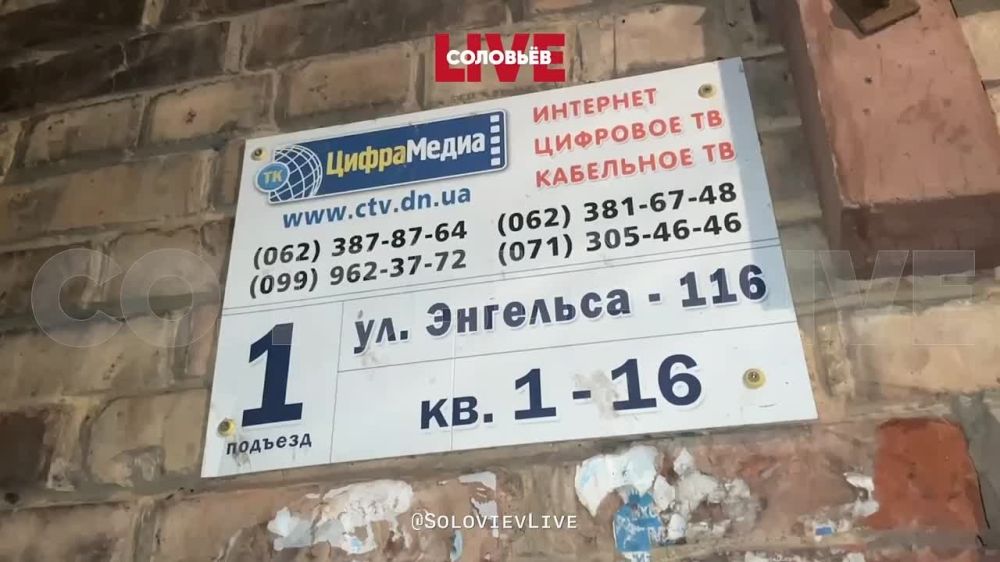 СОЛОВЬЁВ
LIVE
ТК ЦифраМедиа
www.ctv.dn.ua
ИНТЕРНЕТ
ЦИФРОВОЕ ТВ
КАБЕЛЬНОЕ ТВ
(062) 387-87-64 (062) 381-67-48
(099) 962-37-72 (071) 305-46-46
1
подъезд
ул. Энгельса - 116
кв. 1 - 16
@SolovievLive